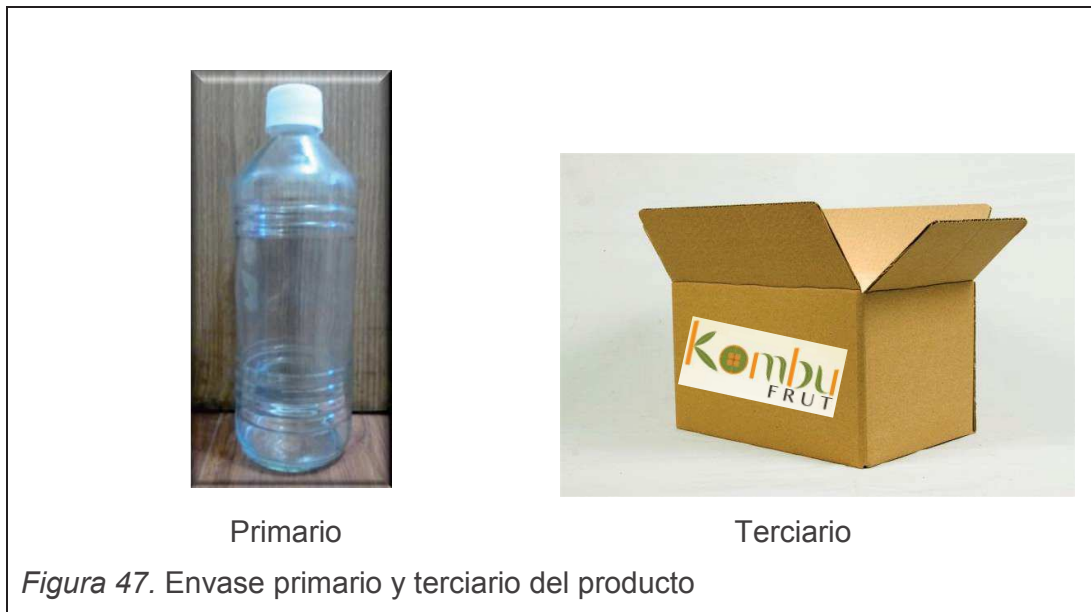 Kombu
FRUT
Primario
Terciario
Figura 47. Envase primario y terciario del producto